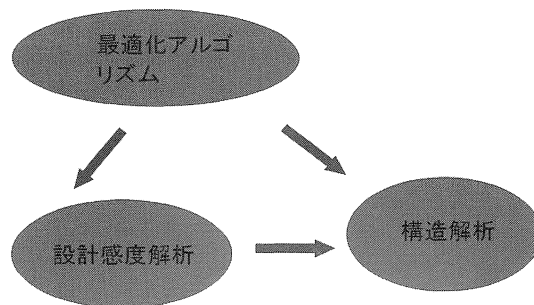 最適化アルゴ
リズム
設計感度解析
構造解析